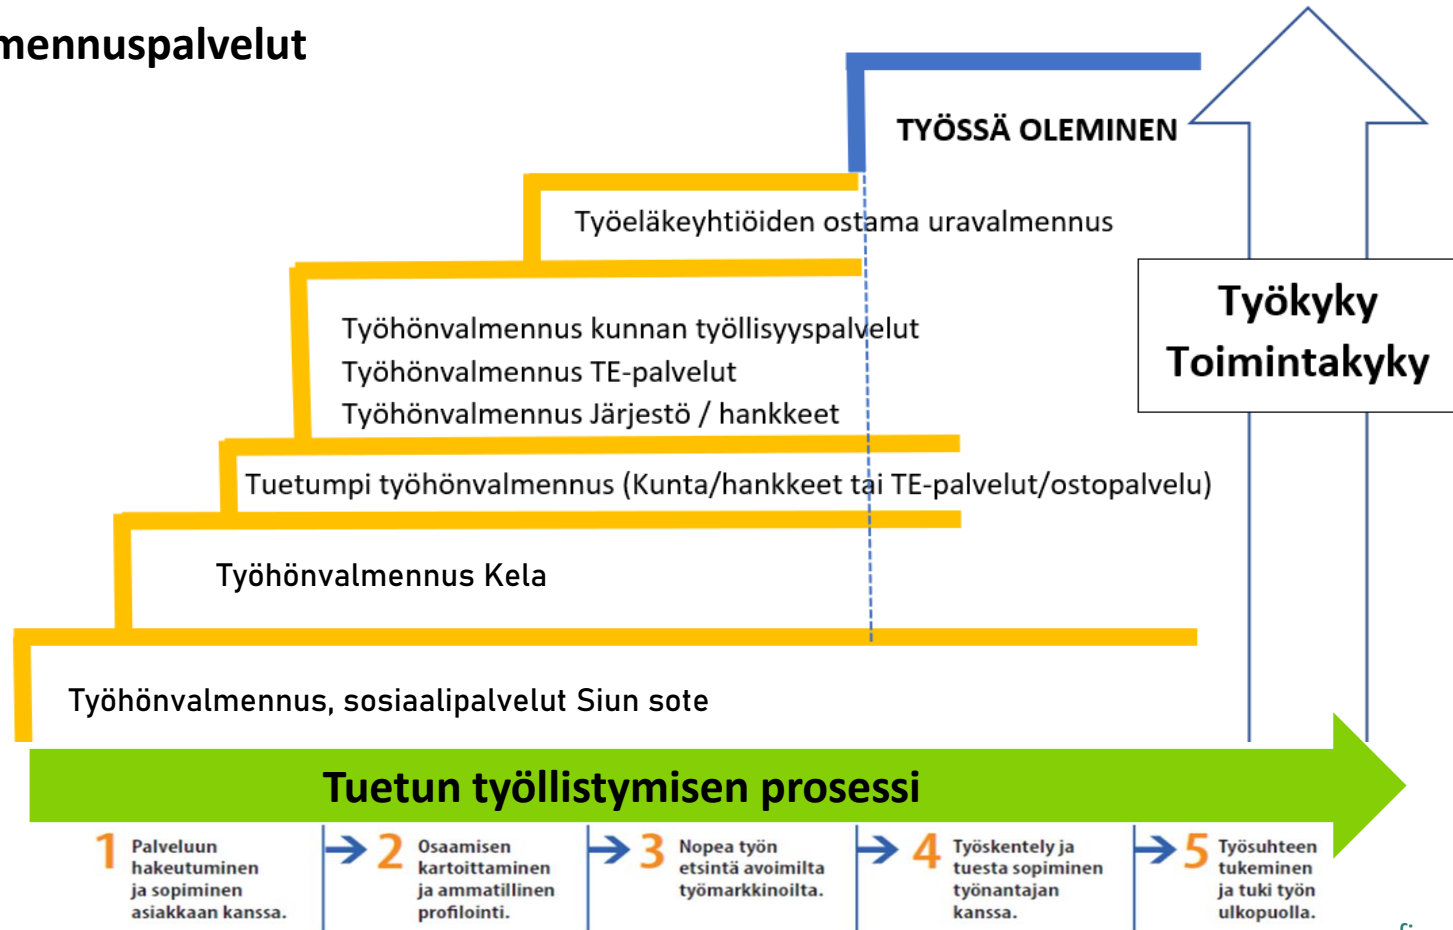 mennuspalvelut
TYÖSSÄ OLEMINEN
Työeläkeyhtiöiden ostama uravalmennus
Työkyky
Toimintakyky
Työhönvalmennus kunnan työllisyyspalvelut
Työhönvalmennus TE-palvelut
Työhönvalmennus Järjestö / hankkeet
Tuetumpi työhönvalmennus (Kunta/hankkeet tai TE-palvelut/ostopalvelu)
Työhönvalmennus Kela
Työhönvalmennus, sosiaalipalvelut Siun sote
Tuetun työllistymisen prosessi
1 Palveluun
hakeutuminen
ja sopiminen
asiakkaan kanssa.
2 Osaamisen
kartoittaminen
ja ammatillinen
profilointi.
3 Nopea työn
etsintä avoimilta
työmarkkinoilta.
4 Työskentely ja
tuesta sopiminen
työnantajan
kanssa.
5 Työsuhteen
tukeminen
ja tuki työn
ulkopuolla.